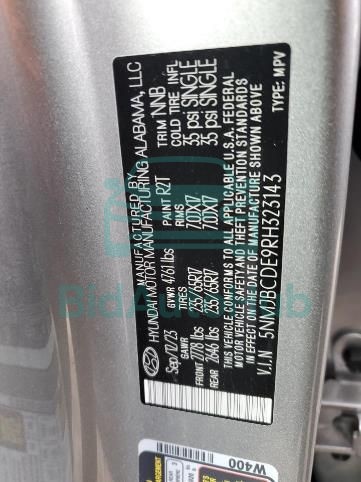 MANUFACTURED BY
HYUNDAI MOTOR MANUFACTURING ALABAMA, LLC
Sep/12/23 GVWR 4761 lbs PAINT R2T TRIM NNB
GAWR TIRES RIMS COLD TIRE INFL
FRONT 2778 lbs 235/65R17 7.0JX17 35 psi SINGLE
REAR 2646 lbs 235/65R17 7.0JX17 35 psi SINGLE
THIS VEHICLE CONFORMS TO ALL APPLICABLE U.S.A. FEDERAL
MOTOR VEHICLE SAFETY AND THEFT PREVENTION STANDARDS
IN EFFECT ON THE DATE OF MANUFACTURE SHOWN ABOVE
V.I.N 5NMJBCDE9RH323143 TYPE: MPV
W400
BidAutoHub